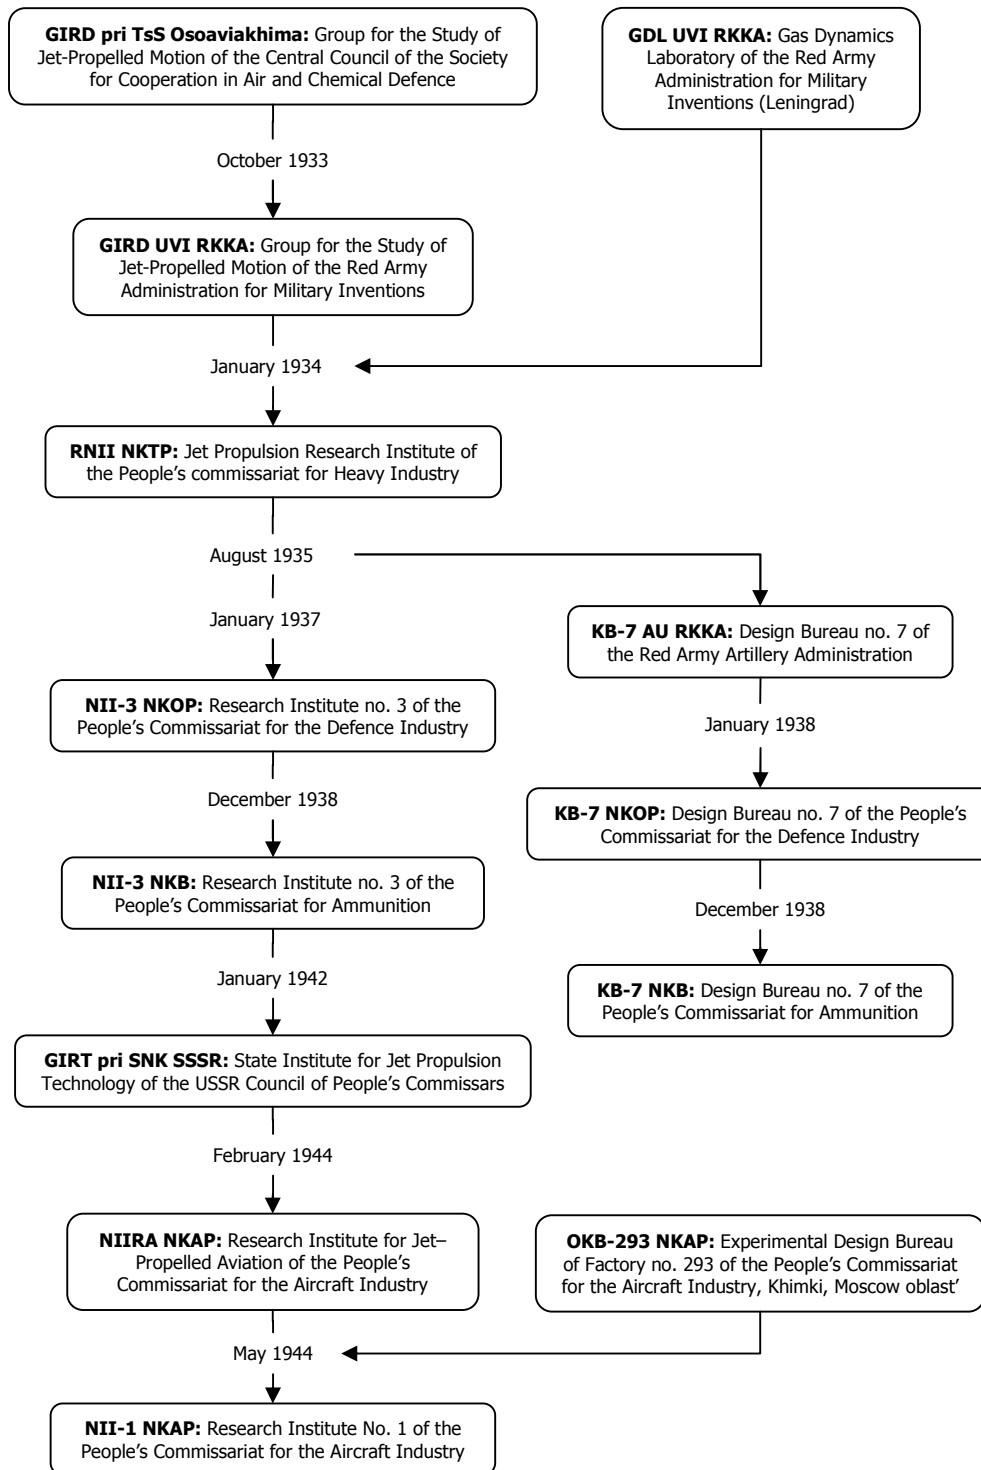 GIRD pri TsS Osoaviakhima: Group for the Study of
Jet-Propelled Motion of the Central Council of the Society
for Cooperation in Air and Chemical Defence
GDL UVI RKKA: Gas Dynamics
Laboratory of the Red Army
Administration for Military
Inventions (Leningrad)
October 1933
GIRD UVI RKKA: Group for the Study of
Jet-Propelled Motion of the Red Army
Administration for Military Inventions
January 1934
RNII NKTP: Jet Propulsion Research Institute of
the People’s commissariat for Heavy Industry
August 1935
January 1937
KB-7 AU RKKA: Design Bureau no. 7 of
the Red Army Artillery Administration
NII-3 NKOP: Research Institute no. 3 of the
People’s Commissariat for the Defence Industry
January 1938
December 1938
KB-7 NKOP: Design Bureau no. 7 of the People’s
Commissariat for the Defence Industry
NII-3 NKB: Research Institute no. 3 of the
People’s Commissariat for Ammunition
December 1938
January 1942
KB-7 NKB: Design Bureau no. 7 of the
People’s Commissariat for Ammunition
GIRT pri SNK SSSR: State Institute for Jet Propulsion
Technology of the USSR Council of People’s Commissars
February 1944
NIIRA NKAP: Research Institute for Jet–
Propelled Aviation of the People’s
Commissariat for the Aircraft Industry
OKB-293 NKAP: Experimental Design Bureau
of Factory no. 293 of the People’s Commissariat
for the Aircraft Industry, Khimki, Moscow oblast’
May 1944
NII-1 NKAP: Research Institute No. 1 of the
People’s Commissariat for the Aircraft Industry